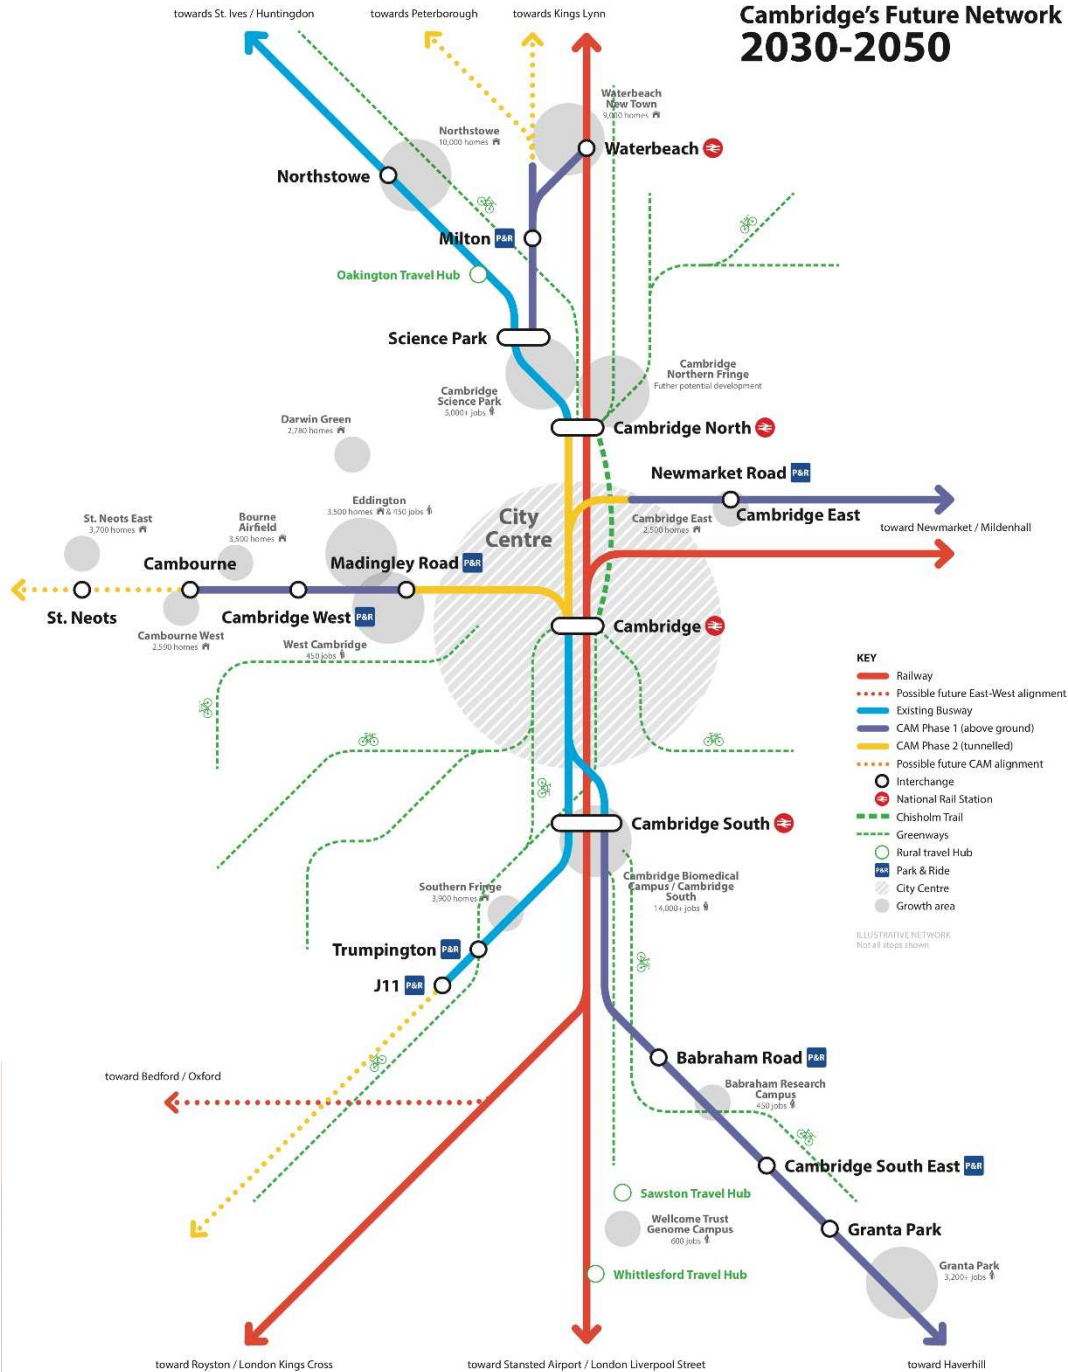 towards St. Ives / Huntingdon
towards Peterborough
towards Kings Lynn
Cambridge's Future Network
2030-2050
Waterbeach
New Town
9,000 homes
Northstowe
10,000 homes
Waterbeach
Northstowe
Milton P&R
Oakington Travel Hub
Science Park
Cambridge
Northern Fringe
Futher potential development
Cambridge
Science Park
5,000+ jobs
Darwin Green
2,780 homes
Cambridge North
Newmarket Road P&R
Eddington
3,500 homes & 450 jobs
City
Centre
Cambridge East
Cambridge East
2,500 homes
toward Newmarket / Mildenhall
St. Neots East
3,700 homes
Bourne
Airfield
3,500 homes
Cambourne
Madingley Road P&R
St. Neots
Cambridge West P&R
Cambridge
Cambourne West
2,590 homes
West Cambridge
450 jobs
KEY
Railway
Possible future East-West alignment
Existing Busway
CAM Phase 1 (above ground)
CAM Phase 2 (tunnelled)
Possible future CAM alignment
Interchange
National Rail Station
Chisholm Trail
Greenways
Rural travel Hub
P&R Park & Ride
City Centre
Growth area
ILLUSTRATIVE NETWORK
Not all stops shown
Cambridge South
Cambridge Biomedical
Campus / Cambridge
South
14,000+ jobs
Southern Fringe
3,900 homes
Trumpington P&R
J11 P&R
Babraham Road P&R
toward Bedford / Oxford
Babraham Research
Campus
450 jobs
Cambridge South East P&R
Sawston Travel Hub
Wellcome Trust
Genome Campus
600 jobs
Granta Park
Whittlesford Travel Hub
Granta Park
3,200+ jobs
toward Royston / London Kings Cross
toward Stansted Airport / London Liverpool Street
toward Haverhill